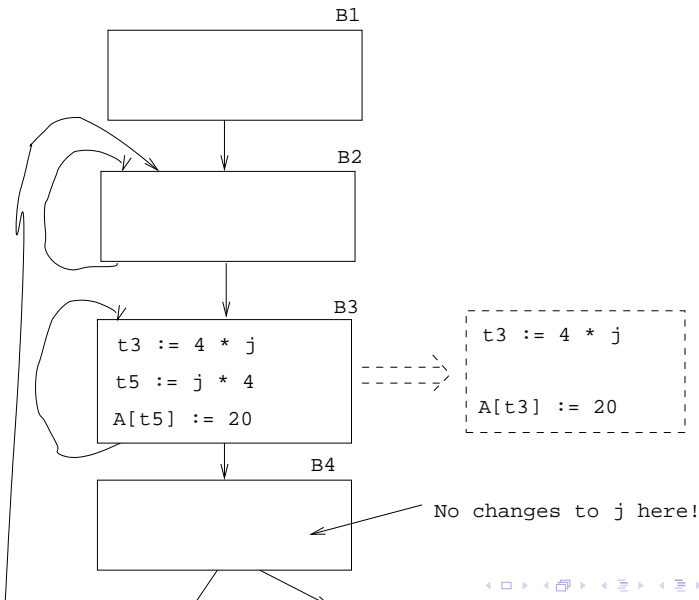 B1
B2
B3
t3 := 4 * j
t5 := j * 4
A[t5] := 20
t3 := 4 * j
A[t3] := 20
B4
No changes to j here!